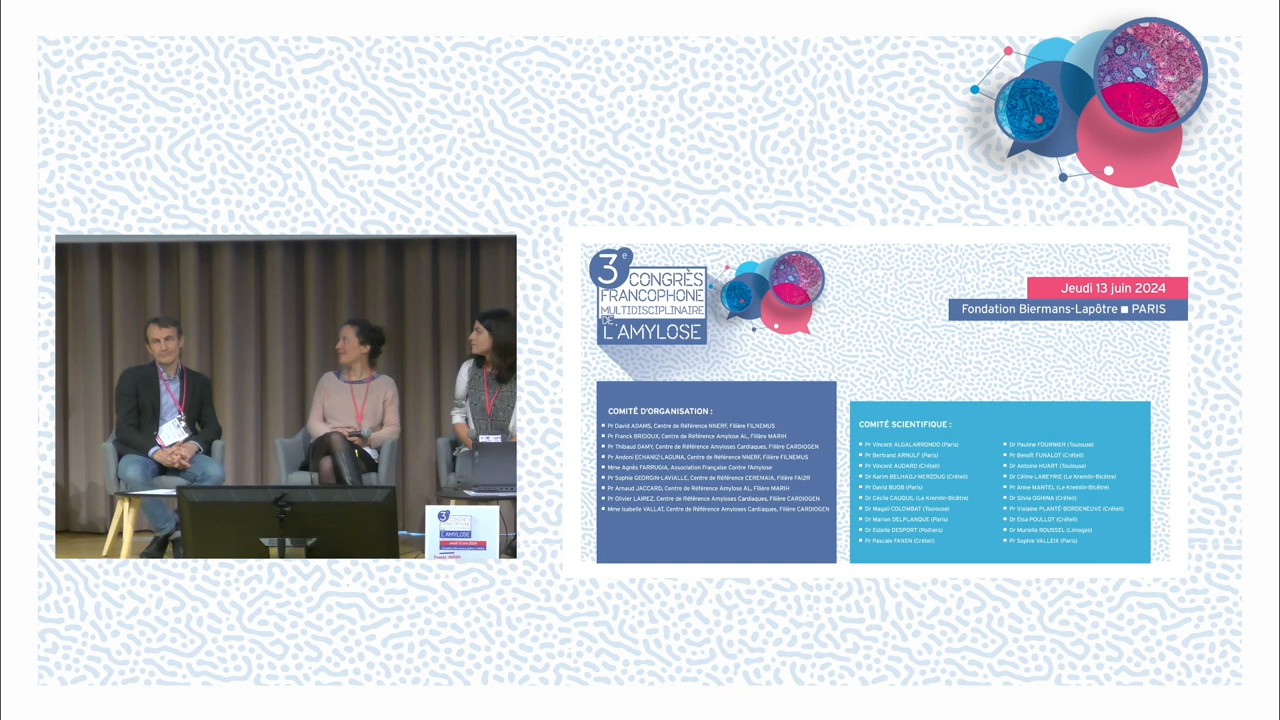 3e
CONGRÈS
FRANCOPHONE
MULTIDISCIPLINAIRE
DE
L'AMYLOSE
Jeudi 13 juin 2024
Fondation Biermans-Lapôtre ■ PARIS
COMITÉ D'ORGANISATION :
Pr David ADAMS, Centre de Référence NNERF, Filière FILNEMUS
Pr Franck BRIDOUX, Centre de Référence Amylose AL, Filière MARIH
Pr Thibaud DAMY, Centre de Référence Amyloses Cardiaques, Filière CARDIOGEN
Pr Andoni ECHANIZ-LAGUNA, Centre de Référence NNERF, Filière FILNEMUS
Mme Agnès FARRUGIA, Association Française Contre l'Amylose
Pr Sophie GEORGIN-LAVIALLE, Centre de Référence CEREMAIA, Filière FAI2R
Pr Arnaud JACCARD, Centre de Référence Amylose AL, Filière MARIH
Pr Olivier LAIREZ, Centre de Référence Amyloses Cardiaques, Filière CARDIOGEN
Mme Isabelle VALLAT, Centre de Référence Amyloses Cardiaques, Filière CARDIOGEN
COMITÉ SCIENTIFIQUE :
Pr Vincent ALGALARRONDO (Paris)
Pr Bertrand ARNULF (Paris)
Pr Vincent AUDARD (Créteil)
Dr Karim BELHADJ-MERZOUG (Créteil)
Pr David BUOB (Paris)
Dr Cécile CAUQUIL (Le Kremlin-Bicêtre)
Dr Magali COLOMBAT (Toulouse)
Dr Marion DELPLANQUE (Paris)
Dr Estelle DESPORT (Poitiers)
Pr Pascale FANEN (Créteil)
Dr Pauline FOURNIER (Toulouse)
Pr Benoît FUNALOT (Créteil)
Dr Antoine HUART (Toulouse)
Dr Céline LABEYRIE (Le Kremlin-Bicêtre)
Pr Anne MANTEL (Le Kremlin-Bicêtre)
Dr Silvia OGHINA (Créteil)
Pr Violaine PLANTÉ-BORDENEUVE (Créteil)
Dr Elsa POULLOT (Créteil)
Dr Murielle ROUSSEL (Limoges)
Pr Sophie VALLEIX (Paris)
3e
CONGRÈS
FRANCOPHONE
L'AMYLOSE